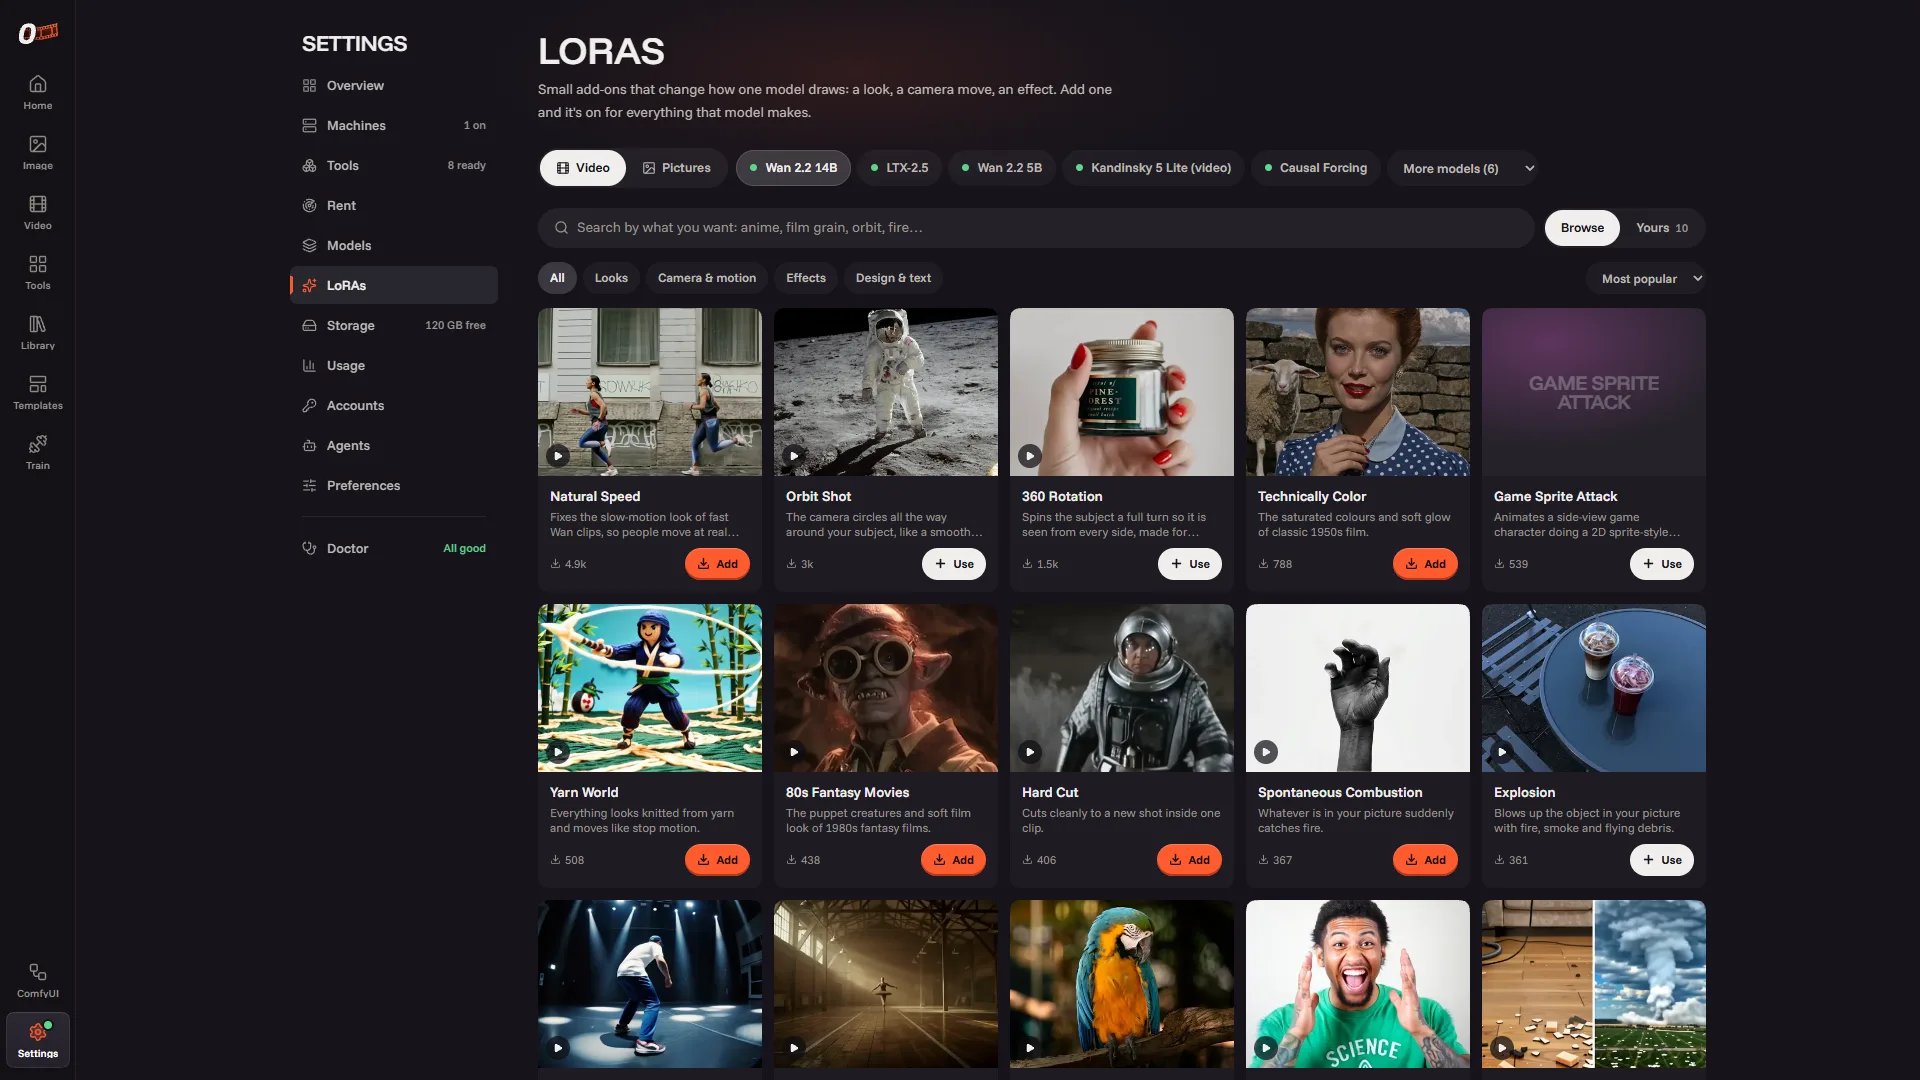 Home
Image
Video
Tools
Library
Templates
Train
ComfyUI
Settings
SETTINGS
Overview
Machines 1 on
Tools 8 ready
Rent
Models
LoRAs
Storage 120 GB free
Usage
Accounts
Agents
Preferences
Doctor All good
LORAS
Small add-ons that change how one model draws: a look, a camera move, an effect. Add one
and it's on for everything that model makes.
Video Pictures Wan 2.2 14B LTX-2.5 Wan 2.2 5B Kandinsky 5 Lite (video) Causal Forcing More models (6)
Search by what you want: anime, film grain, orbit, fire… Browse Yours 10
All Looks Camera & motion Effects Design & text Most popular
PINE
FOREST
GAME SPRITE
ATTACK
Natural Speed
Fixes the slow-motion look of fast
Wan clips, so people move at real…
4.9k Add
Orbit Shot
The camera circles all the way
around your subject, like a smooth…
3k Use
360 Rotation
Spins the subject a full turn so it is
seen from every side, made for…
1.5k Use
Technically Color
The saturated colours and soft glow
of classic 1950s film.
788 Add
Game Sprite Attack
Animates a side-view game
character doing a 2D sprite-style…
539 Use
Yarn World
Everything looks knitted from yarn
and moves like stop motion.
508 Add
80s Fantasy Movies
The puppet creatures and soft film
look of 1980s fantasy films.
438 Add
Hard Cut
Cuts cleanly to a new shot inside one
clip.
406 Add
Spontaneous Combustion
Whatever is in your picture suddenly
catches fire.
367 Add
Explosion
Blows up the object in your picture
with fire, smoke and flying debris.
361 Use
SCIENCE